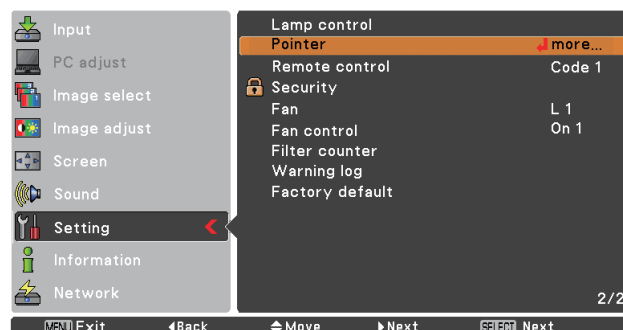 Input
PC adjust
Image select
Image adjust
Screen
Sound
Setting
Information
Network
Lamp control
Pointer more...
Remote control Code 1
Security
Fan L 1
Fan control On 1
Filter counter
Warning log
Factory default
2/2
MENU Exit Back Move Next SELECT Next